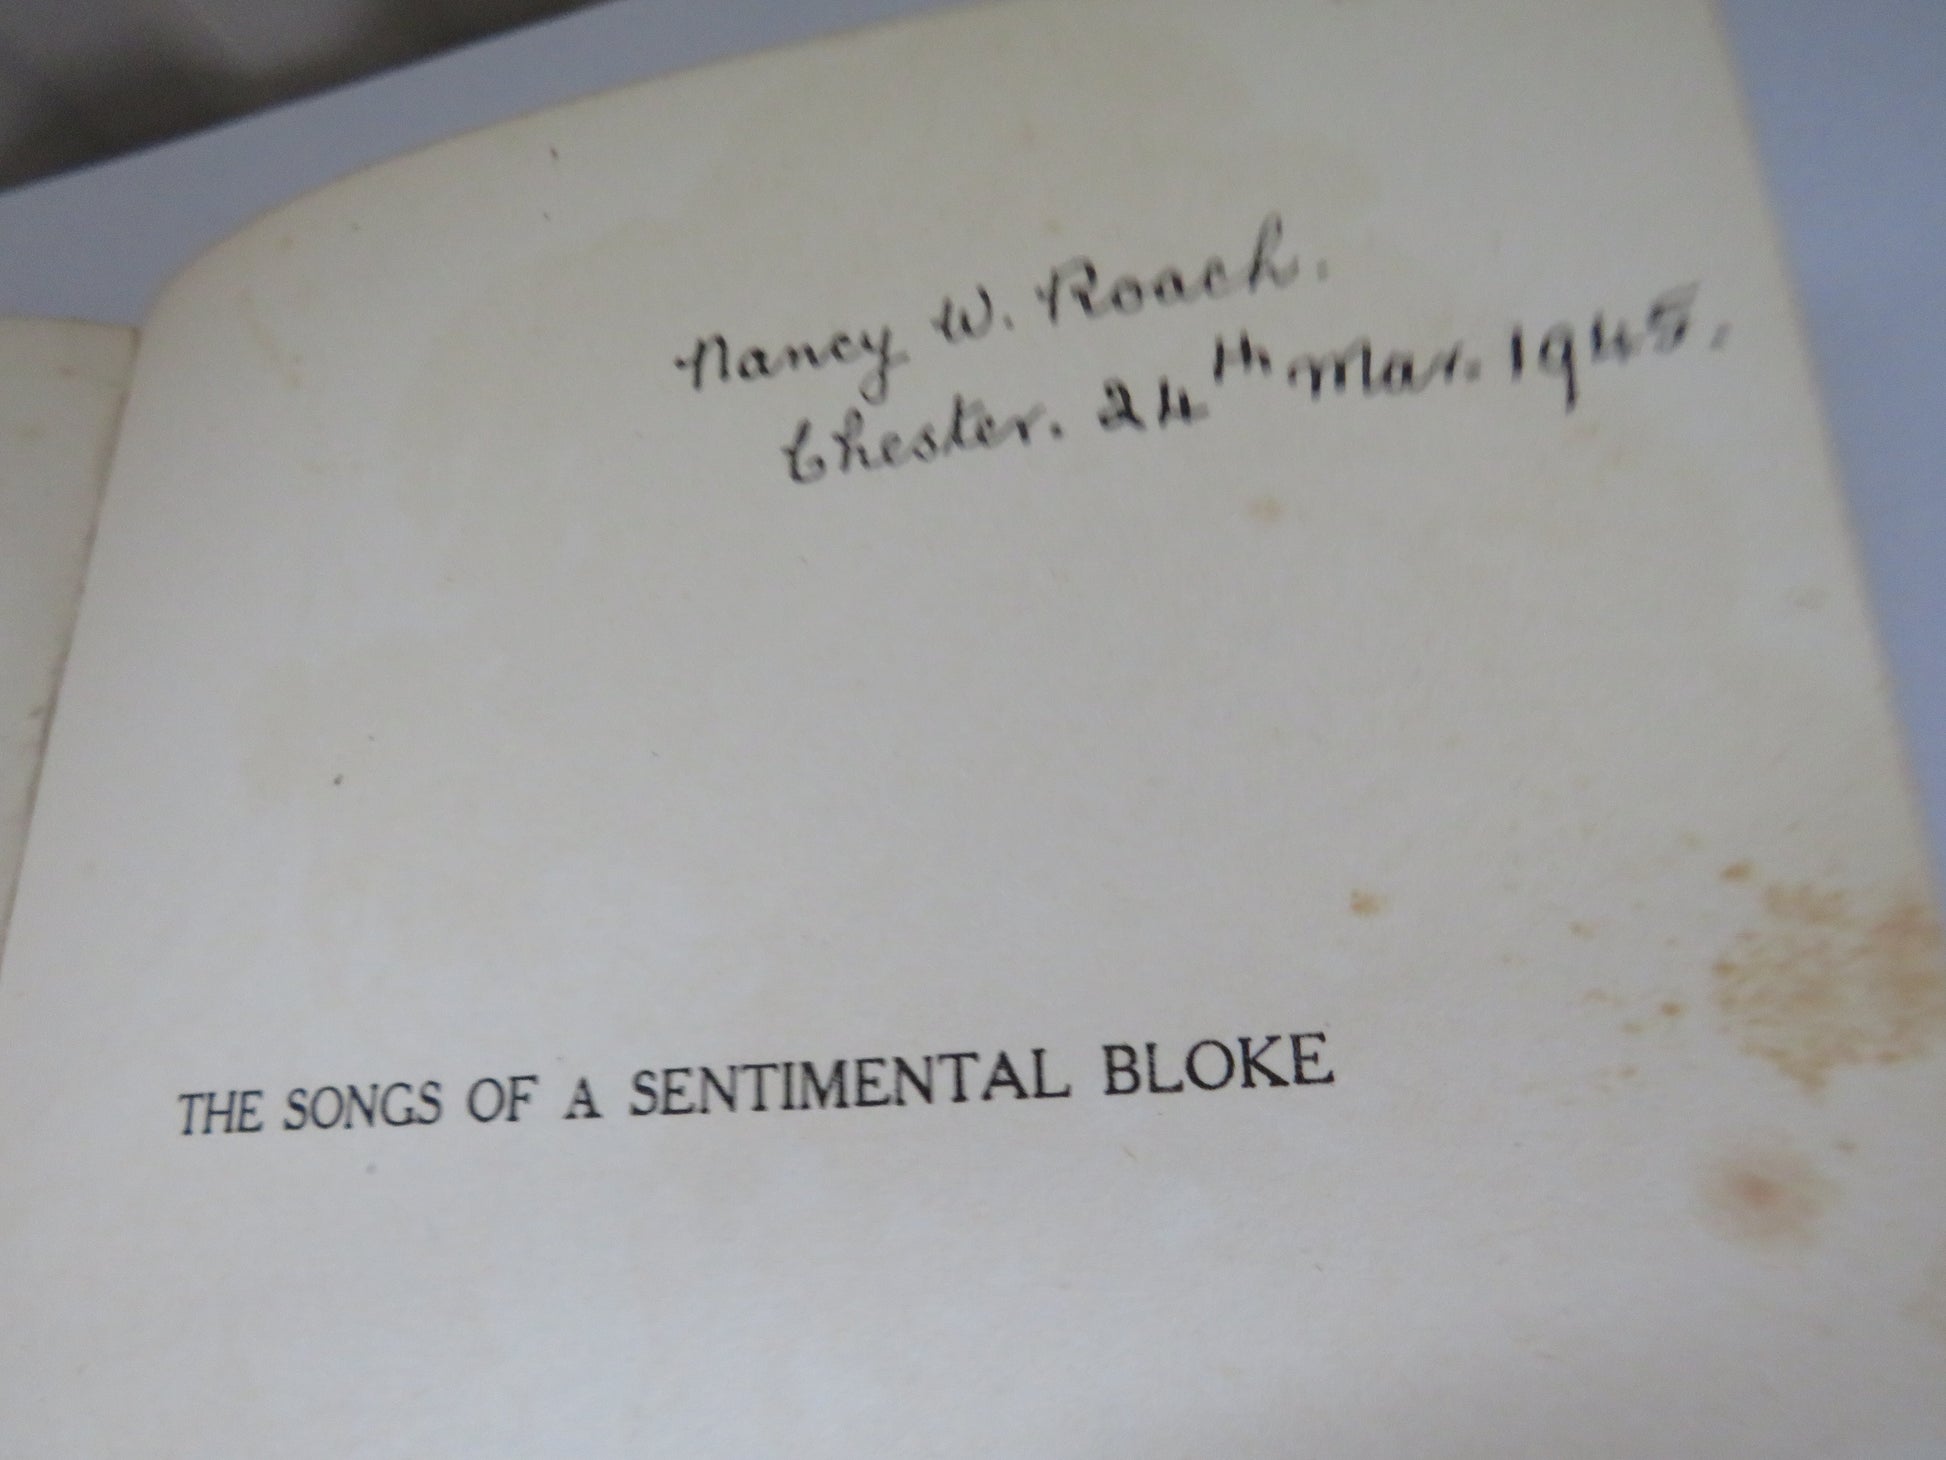 Nancy W. Roach.
Chester. 24th Mar. 1945.
THE SONGS OF A SENTIMENTAL BLOKE